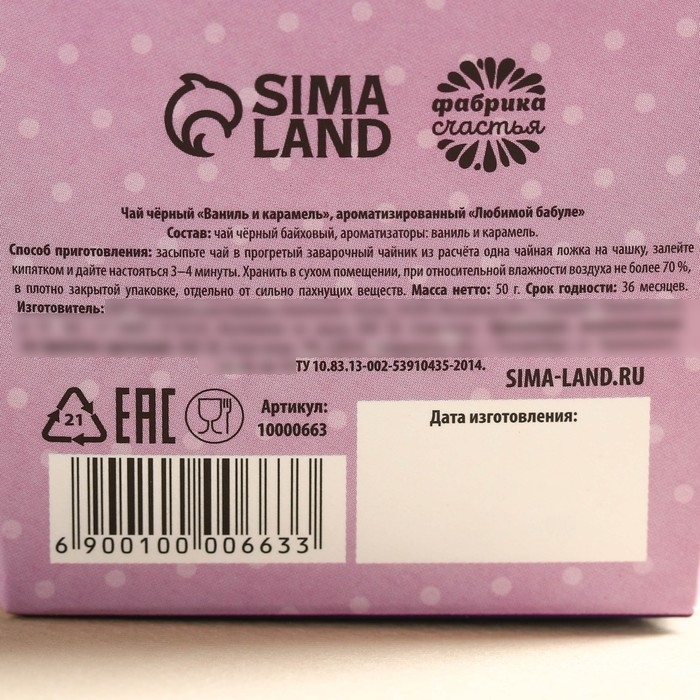 SIMA
LAND
фабрика
счастья
Чай чёрный «Ваниль и карамель», ароматизированный «Любимой бабуле»
Состав: чай чёрный байховый, ароматизаторы: ваниль и карамель.
Способ приготовления: засыпьте чай в прогретый заварочный чайник из расчёта одна чайная ложка на чашку, залейте
кипятком и дайте настояться 3–4 минуты. Хранить в сухом помещении, при относительной влажности воздуха не более 70 %,
в плотно закрытой упаковке, отдельно от сильно пахнущих веществ. Масса нетто: 50 г. Срок годности: 36 месяцев.
Изготовитель:
ТУ 10.83.13-002-53910435-2014.
SIMA-LAND.RU
21
EAC
Артикул:
10000663
Дата изготовления:
6 900100 006633